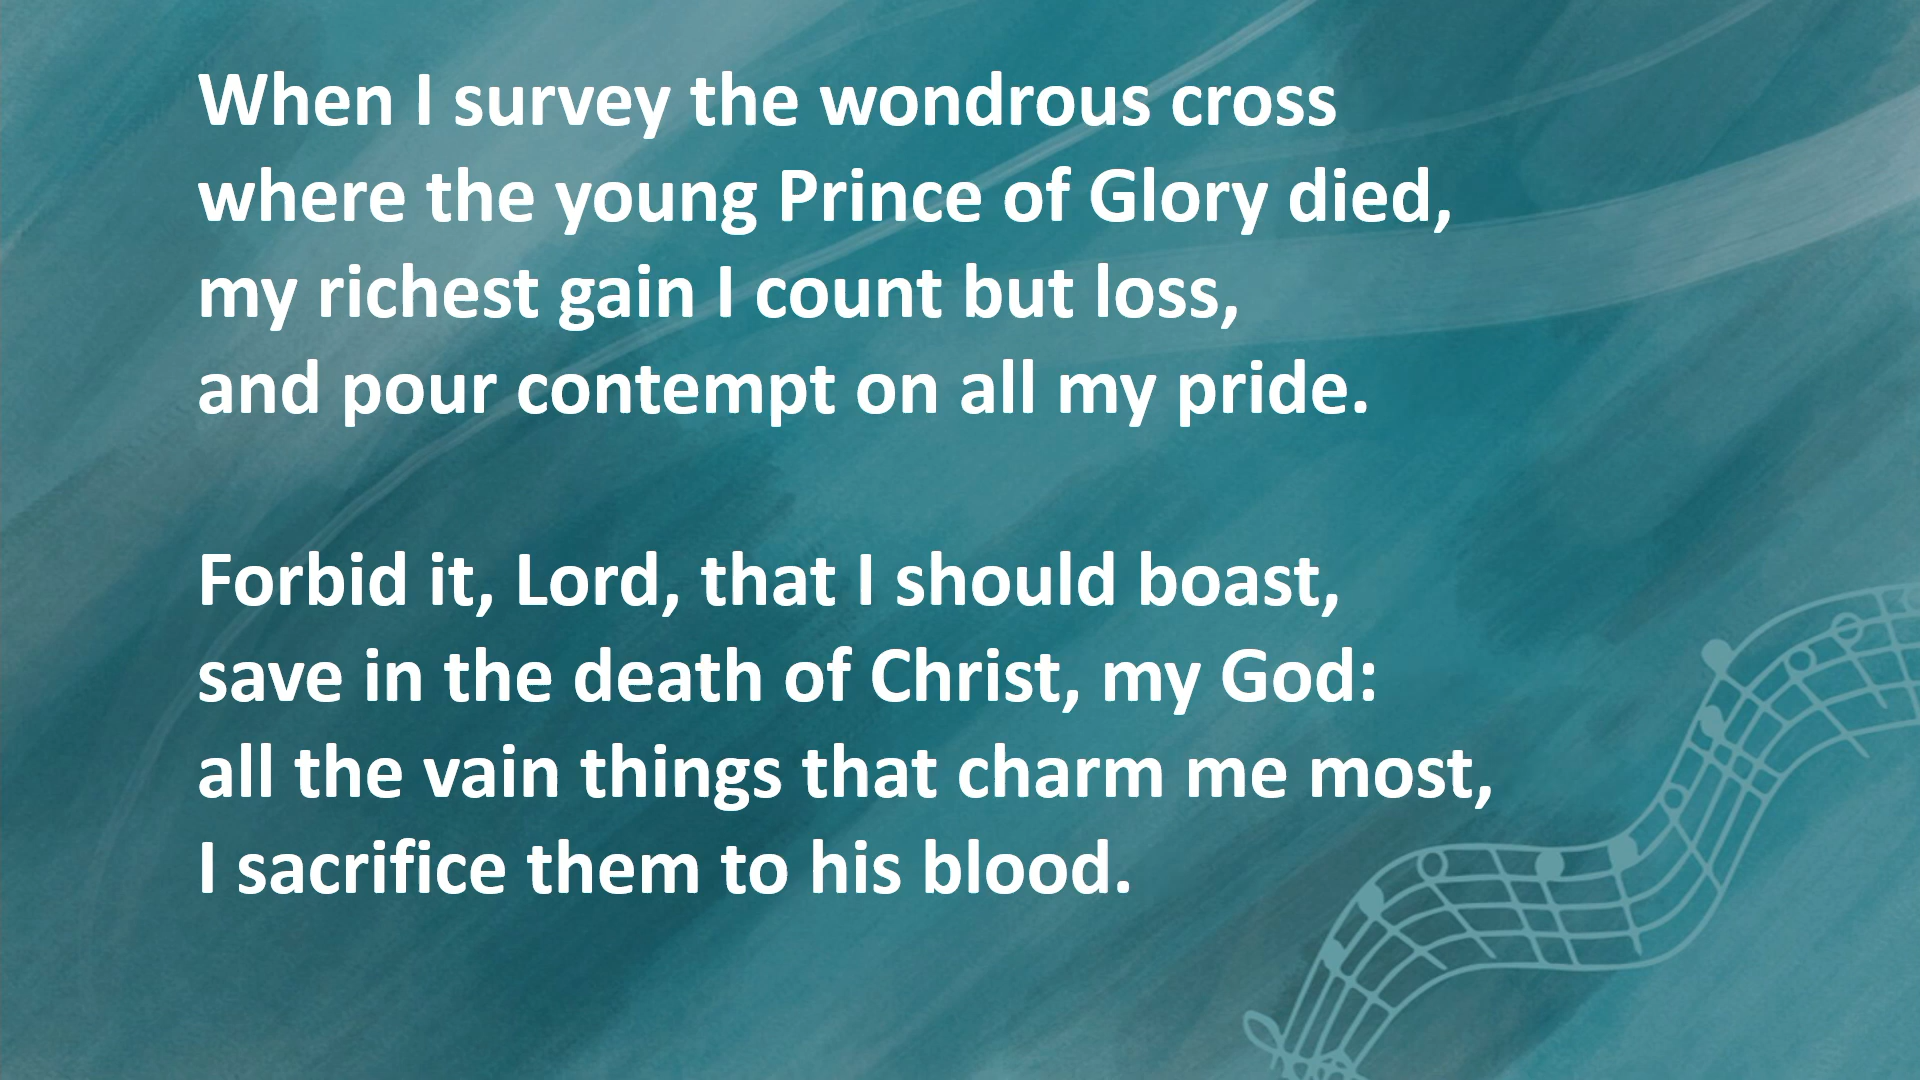 When I survey the wondrous cross
where the young Prince of Glory died,
my richest gain I count but loss,
and pour contempt on all my pride.
Forbid it, Lord, that I should boast,
save in the death of Christ, my God:
all the vain things that charm me most,
I sacrifice them to his blood.